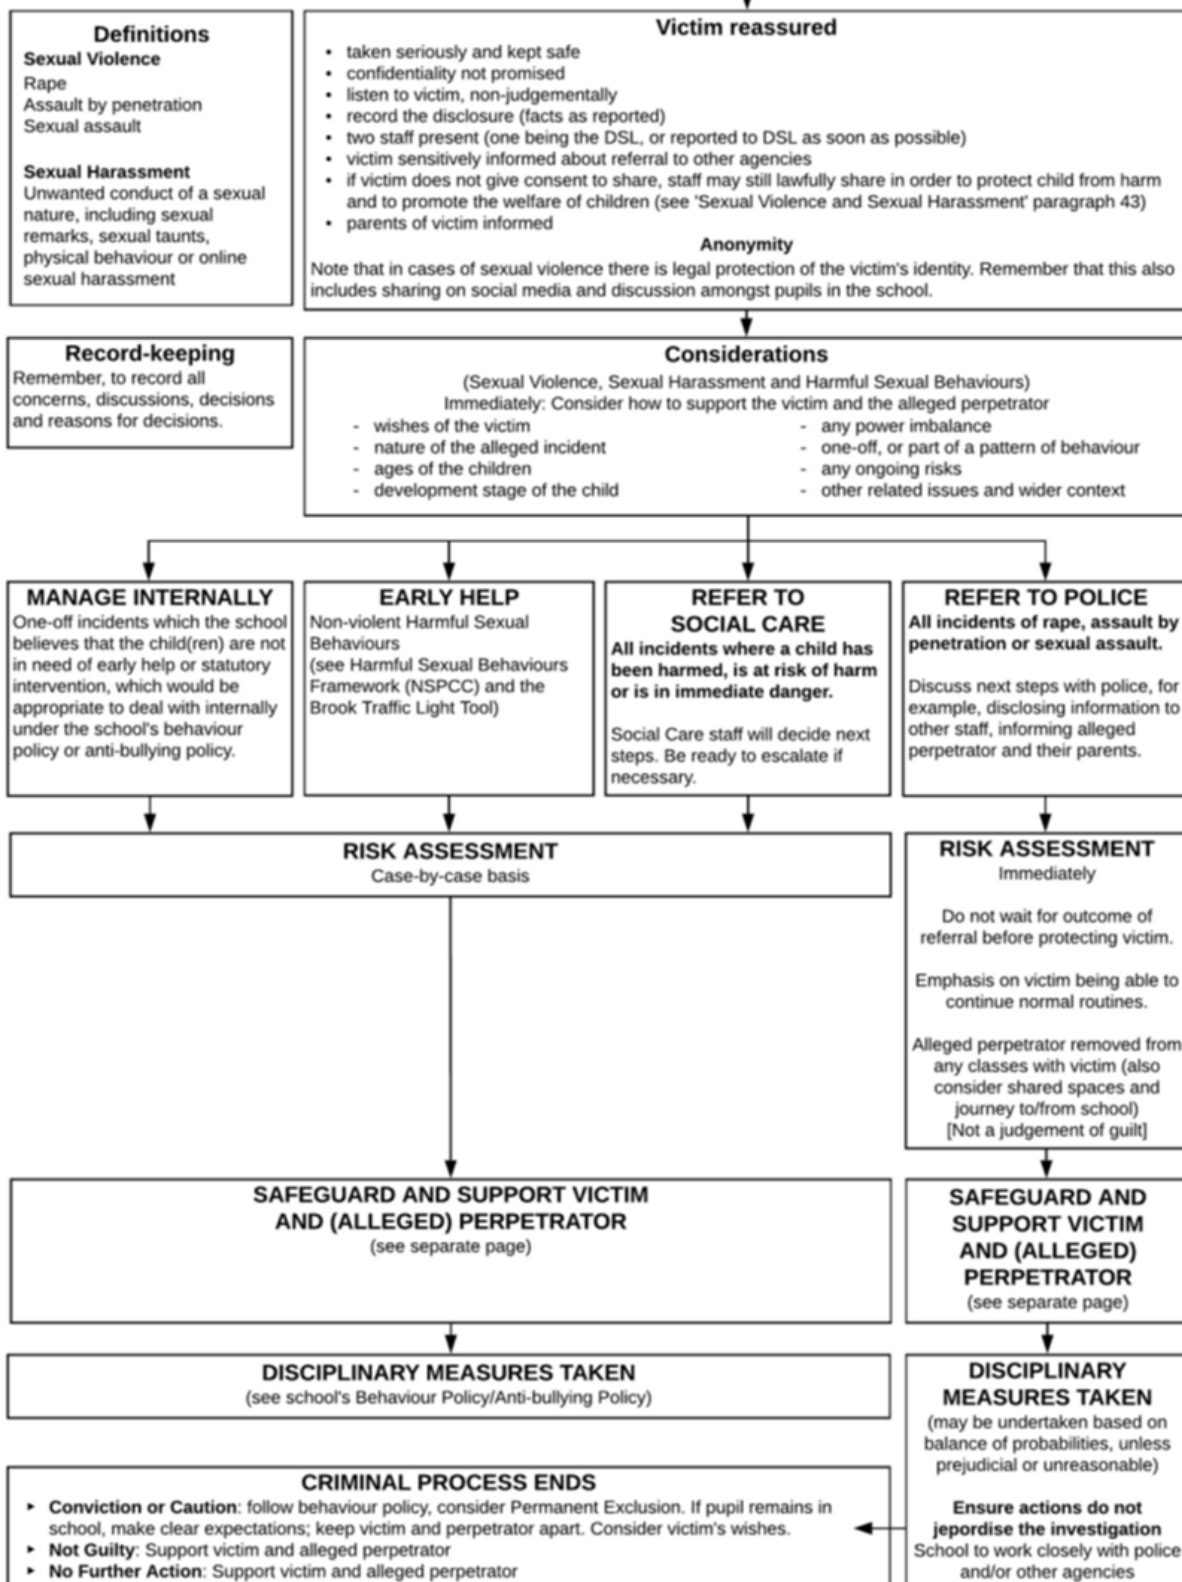 Definitions
Sexual Violence
Rape
Assault by penetration
Sexual assault
Sexual Harassment
Unwanted conduct of a sexual
nature, including sexual
remarks, sexual taunts,
physical behaviour or online
sexual harassment
Victim reassured
• taken seriously and kept safe
• confidentiality not promised
• listen to victim, non-judgementally
• record the disclosure (facts as reported)
• two staff present (one being the DSL, or reported to DSL as soon as possible)
• victim sensitively informed about referral to other agencies
• if victim does not give consent to share, staff may still lawfully share in order to protect child from harm
and to promote the welfare of children (see 'Sexual Violence and Sexual Harassment' paragraph 43)
• parents of victim informed
Anonymity
Note that in cases of sexual violence there is legal protection of the victim's identity. Remember that this also
includes sharing on social media and discussion amongst pupils in the school.
Record-keeping
Remember, to record all
concerns, discussions, decisions
and reasons for decisions.
Considerations
(Sexual Violence, Sexual Harassment and Harmful Sexual Behaviours)
Immediately: Consider how to support the victim and the alleged perpetrator
- wishes of the victim
- nature of the alleged incident
- ages of the children
- development stage of the child
- any power imbalance
- one-off, or part of a pattern of behaviour
- any ongoing risks
- other related issues and wider context
MANAGE INTERNALLY
One-off incidents which the school
believes that the child(ren) are not
in need of early help or statutory
intervention, which would be
appropriate to deal with internally
under the school's behaviour
policy or anti-bullying policy.
EARLY HELP
Non-violent Harmful Sexual
Behaviours
(see Harmful Sexual Behaviours
Framework (NSPCC) and the
Brook Traffic Light Tool)
REFER TO
SOCIAL CARE
All incidents where a child has
been harmed, is at risk of harm
or is in immediate danger.
Social Care staff will decide next
steps. Be ready to escalate if
necessary.
REFER TO POLICE
All incidents of rape, assault by
penetration or sexual assault.
Discuss next steps with police, for
example, disclosing information to
other staff, informing alleged
perpetrator and their parents.
RISK ASSESSMENT
Case-by-case basis
RISK ASSESSMENT
Immediately
Do not wait for outcome of
referral before protecting victim.
Emphasis on victim being able to
continue normal routines.
Alleged perpetrator removed from
any classes with victim (also
consider shared spaces and
journey to/from school)
[Not a judgement of guilt]
SAFEGUARD AND SUPPORT VICTIM
AND (ALLEGED) PERPETRATOR
(see separate page)
SAFEGUARD AND
SUPPORT VICTIM
AND (ALLEGED)
PERPETRATOR
(see separate page)
DISCIPLINARY MEASURES TAKEN
(see school's Behaviour Policy/Anti-bullying Policy)
DISCIPLINARY
MEASURES TAKEN
(may be undertaken based on
balance of probabilities, unless
prejudicial or unreasonable)
Ensure actions do not
jepordise the investigation
School to work closely with police
and/or other agencies
CRIMINAL PROCESS ENDS
▸ Conviction or Caution: follow behaviour policy, consider Permanent Exclusion. If pupil remains in
school, make clear expectations; keep victim and perpetrator apart. Consider victim's wishes.
▸ Not Guilty: Support victim and alleged perpetrator
▸ No Further Action: Support victim and alleged perpetrator